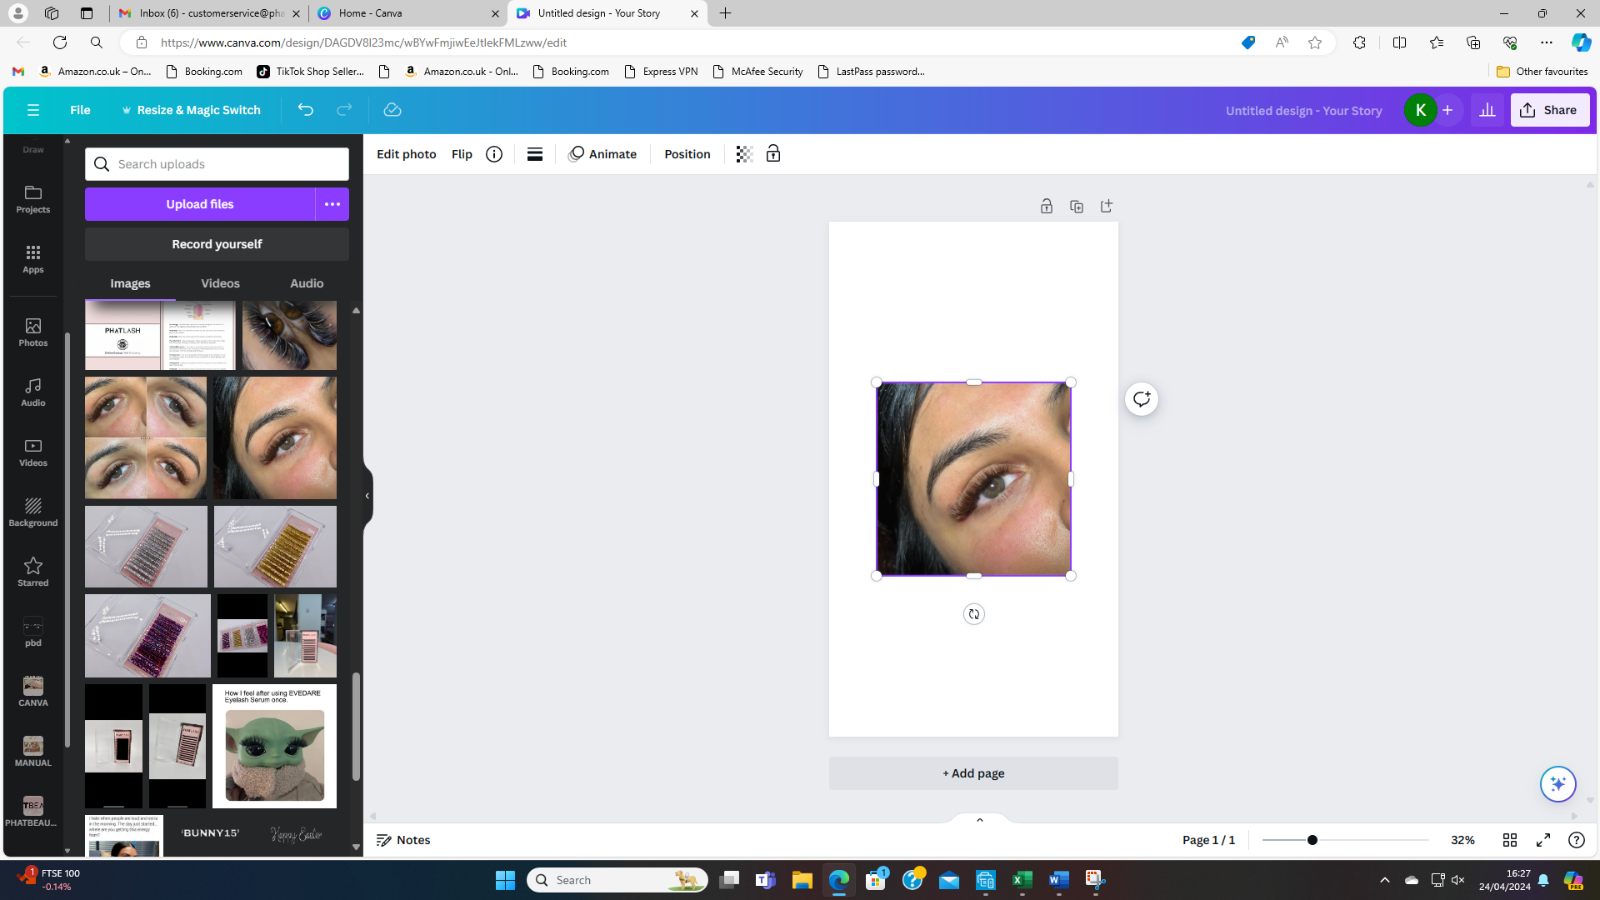 Inbox (6) - customerservice@pha
Home - Canva
Untitled design - Your Story
https://www.canva.com/design/DAGDV8I23mc/wBYwFmjiwEeJtlekFMLzww/edit
Amazon.co.uk – On...
Booking.com
TikTok Shop Seller...
Amazon.co.uk - Onl...
Booking.com
Express VPN
McAfee Security
LastPass password...
Other favourites
File
Resize & Magic Switch
Untitled design - Your Story
K
Share
Draw
Projects
Apps
Photos
Audio
Videos
Background
Starred
pbd
CANVA
MANUAL
PHATBEAU...
Search uploads
Upload files
Record yourself
Images
Videos
Audio
PHATLASH
How I feel after using EVEDARE
Eyelash Serum once.
'BUNNY15'
Happy Easter
Edit photo
Flip
Animate
Position
+ Add page
Notes
Page 1 / 1
32%
FTSE 100
-0.14%
Search
16:27
24/04/2024